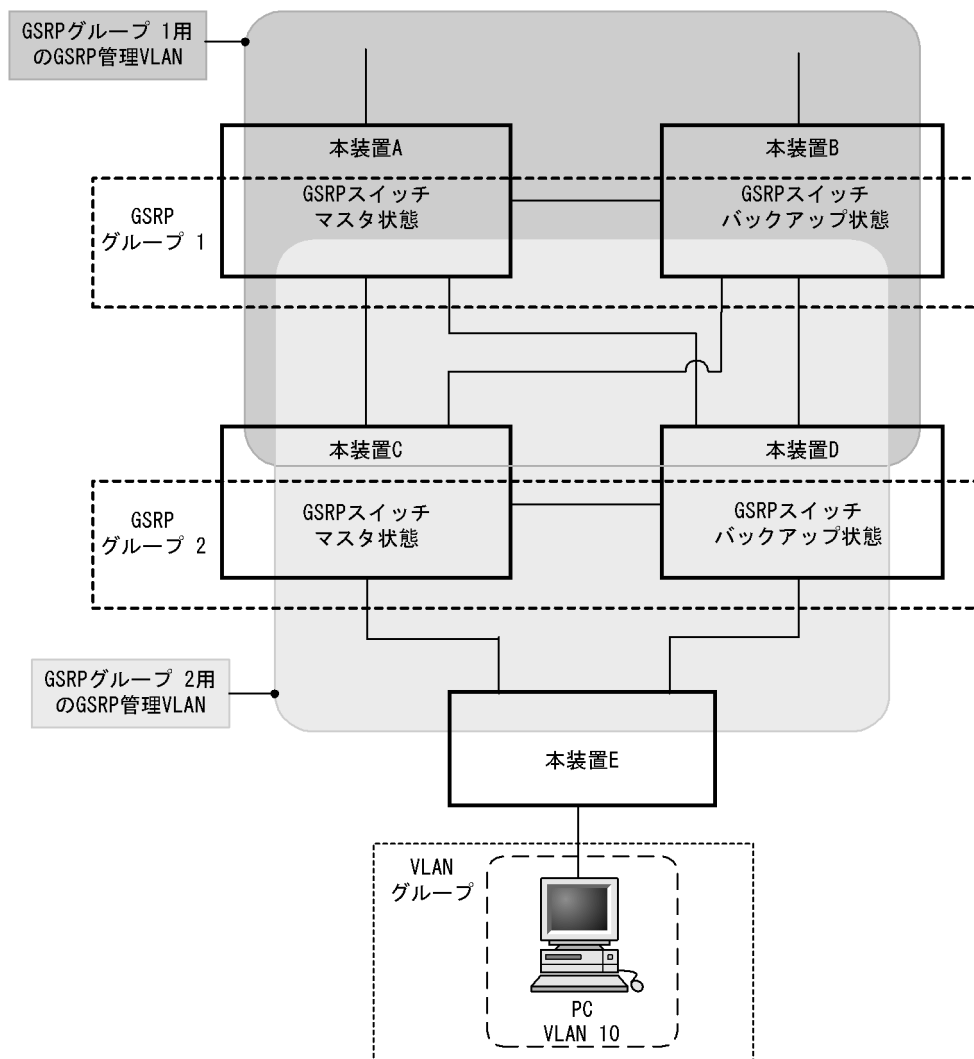 GSRPグループ 1用
のGSRP管理VLAN
本装置A
本装置B
GSRP
グループ 1
GSRPスイッチ
マスタ状態
GSRPスイッチ
バックアップ状態
本装置C
本装置D
GSRP
グループ 2
GSRPスイッチ
マスタ状態
GSRPスイッチ
バックアップ状態
GSRPグループ 2用
のGSRP管理VLAN
本装置E
VLAN
グループ
PC
VLAN 10